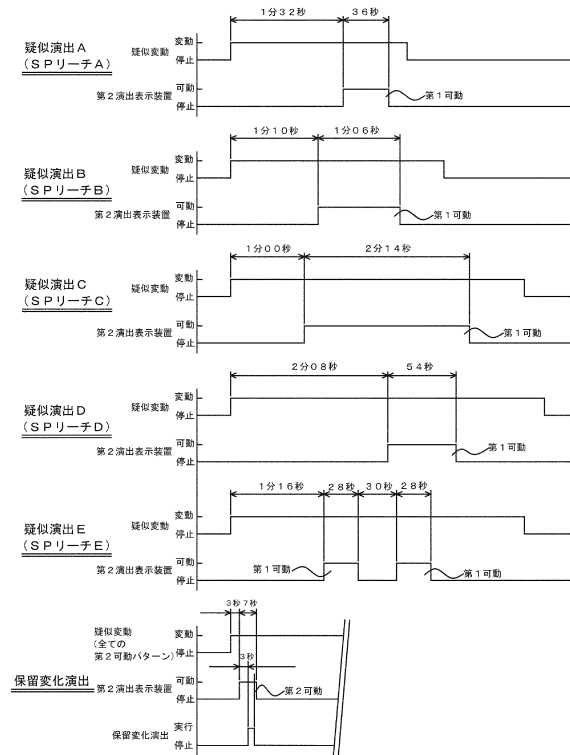 1分32秒
36秒
疑似演出A
(SPリーチA)
疑似変動
変動
停止
第2演出表示装置
可動
停止
第1可動
1分10秒
1分06秒
疑似演出B
(SPリーチB)
疑似変動
変動
停止
第2演出表示装置
可動
停止
第1可動
1分00秒
2分14秒
疑似演出C
(SPリーチC)
疑似変動
変動
停止
第2演出表示装置
可動
停止
第1可動
2分08秒
54秒
疑似演出D
(SPリーチD)
疑似変動
変動
停止
第2演出表示装置
可動
停止
第1可動
1分16秒
28秒
30秒
28秒
疑似演出E
(SPリーチE)
疑似変動
変動
停止
第2演出表示装置
可動
停止
第1可動
第1可動
3秒
7秒
疑似変動
(全ての
第2可動パターン)
変動
停止
3秒
保留変化演出
第2演出表示装置
可動
停止
第2可動
保留変化演出
実行
停止